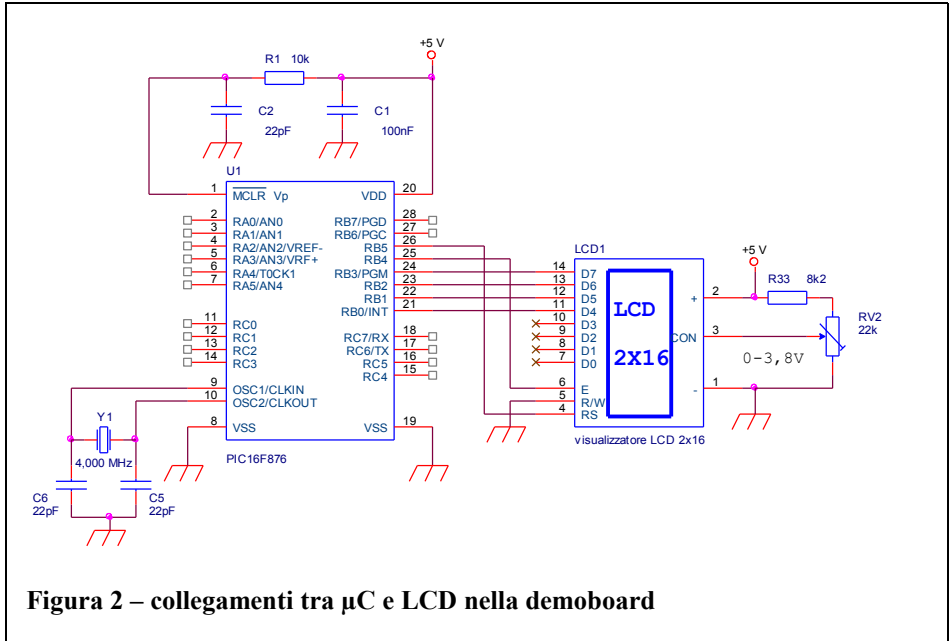 +5 V
R1 10k
C2
22pF
C1
100nF
U1
1 MCLR Vp
VDD 20
2 RA0/AN0
3 RA1/AN1
4 RA2/AN2/VREF-
5 RA3/AN3/VRF+
6 RA4/T0CK1
7 RA5/AN4
RB7/PGD 28
RB6/PGC 27
RB5 26
RB4 25
RB3/PGM 24
RB2 23
RB1 22
RB0/INT 21
11 RC0
12 RC1
13 RC2
14 RC3
RC7/RX 18
RC6/TX 17
RC5 16
RC4 15
9 OSC1/CLKIN
10 OSC2/CLKOUT
8 VSS
VSS 19
PIC16F876
Y1
4,000 MHz
C6
22pF
C5
22pF
LCD1
14 D7
13 D6
12 D5
11 D4
10 D3
9 D2
8 D1
7 D0
6 E
5 R/W
4 RS
LCD
2X16
+ 2
CON 3
- 1
visualizzatore LCD 2x16
+5 V
R33 8k2
RV2
22k
0-3,8V
Figura 2 – collegamenti tra µC e LCD nella demoboard